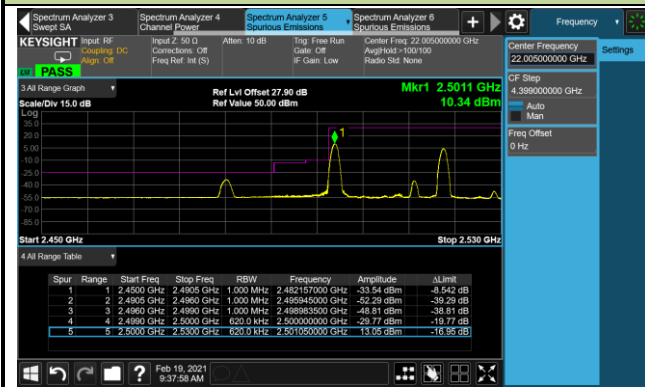 Spectrum Analyzer 3
Swept SA
Spectrum Analyzer 4
Channel Power
Spectrum Analyzer 5
Spurious Emissions
Spectrum Analyzer 6
Spurious Emissions
+
Frequency
KEYSIGHT
Input: RF
Coupling: DC
Align: Off
Input Z: 50 Ω
Corrections: Off
Freq Ref: Int (S)
Atten: 10 dB
Trig: Free Run
Gate: Off
IF Gain: Low
Center Freq: 22.005000000 GHz
Avg|Hold:>100/100
Radio Std: None
PASS
Center Frequency
22.005000000 GHz
Settings
CF Step
4.399000000 GHz
Auto
Man
Freq Offset
0 Hz
3 All Range Graph
Scale/Div 15.0 dB
Ref Lvl Offset 27.90 dB
Ref Value 50.00 dBm
Mkr1 2.5011 GHz
10.34 dBm
Log
35.0
20.0
5.00
-10.0
-25.0
-40.0
-55.0
-70.0
-85.0
1
Start 2.450 GHz
Stop 2.530 GHz
4 All Range Table
Spur Range Start Freq Stop Freq RBW Frequency Amplitude ΔLimit
1 1 2.4500 GHz 2.4905 GHz 1.000 MHz 2.482157000 GHz -33.54 dBm -8.542 dB
2 2 2.4905 GHz 2.4960 GHz 1.000 MHz 2.495945000 GHz -52.29 dBm -39.29 dB
3 3 2.4960 GHz 2.4990 GHz 1.000 MHz 2.498983500 GHz -48.81 dBm -38.81 dB
4 4 2.4990 GHz 2.5000 GHz 620.0 kHz 2.500000000 GHz -29.77 dBm -19.77 dB
5 5 2.5000 GHz 2.5300 GHz 620.0 kHz 2.501050000 GHz 13.05 dBm -16.95 dB
?
Feb 19, 2021
9:37:58 AM